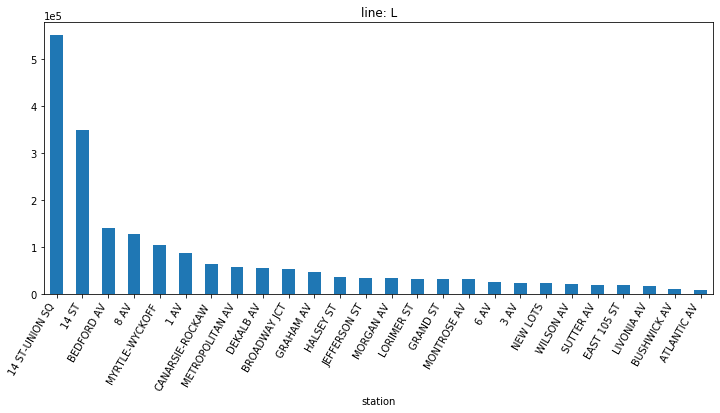 line: L
1e5
5
4
3
2
1
0
14 ST-UNION SQ
14 ST
BEDFORD AV
8 AV
MYRTLE-WYCKOFF
1 AV
CANARSIE-ROCKAW
METROPOLITAN AV
DEKALB AV
BROADWAY JCT
GRAHAM AV
HALSEY ST
JEFFERSON ST
MORGAN AV
LORIMER ST
GRAND ST
MONTROSE AV
6 AV
3 AV
NEW LOTS
WILSON AV
SUTTER AV
EAST 105 ST
LIVONIA AV
BUSHWICK AV
ATLANTIC AV
station